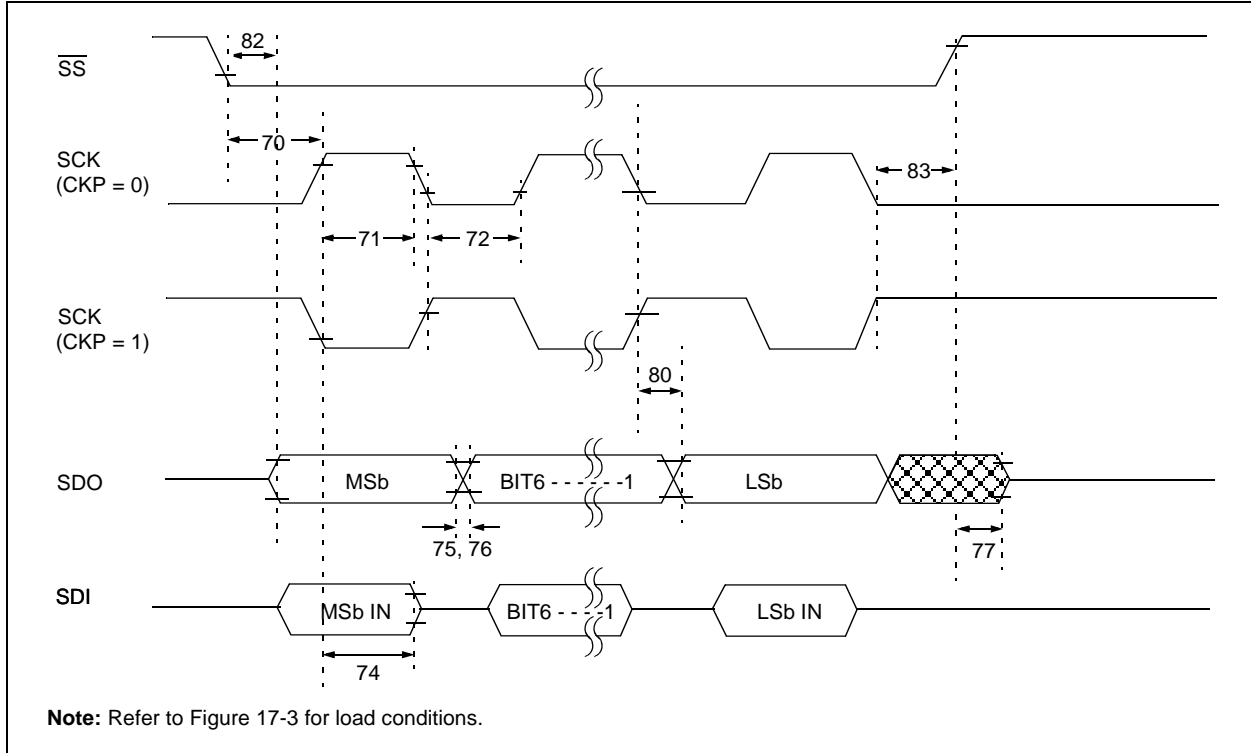 82
SS
70
SCK
(CKP = 0)
83
71
72
SCK
(CKP = 1)
80
SDO
MSb
BIT6 - - - - - -1
LSb
75, 76
77
SDI
MSb IN
BIT6 - - - -1
LSb IN
74
Note: Refer to Figure 17-3 for load conditions.